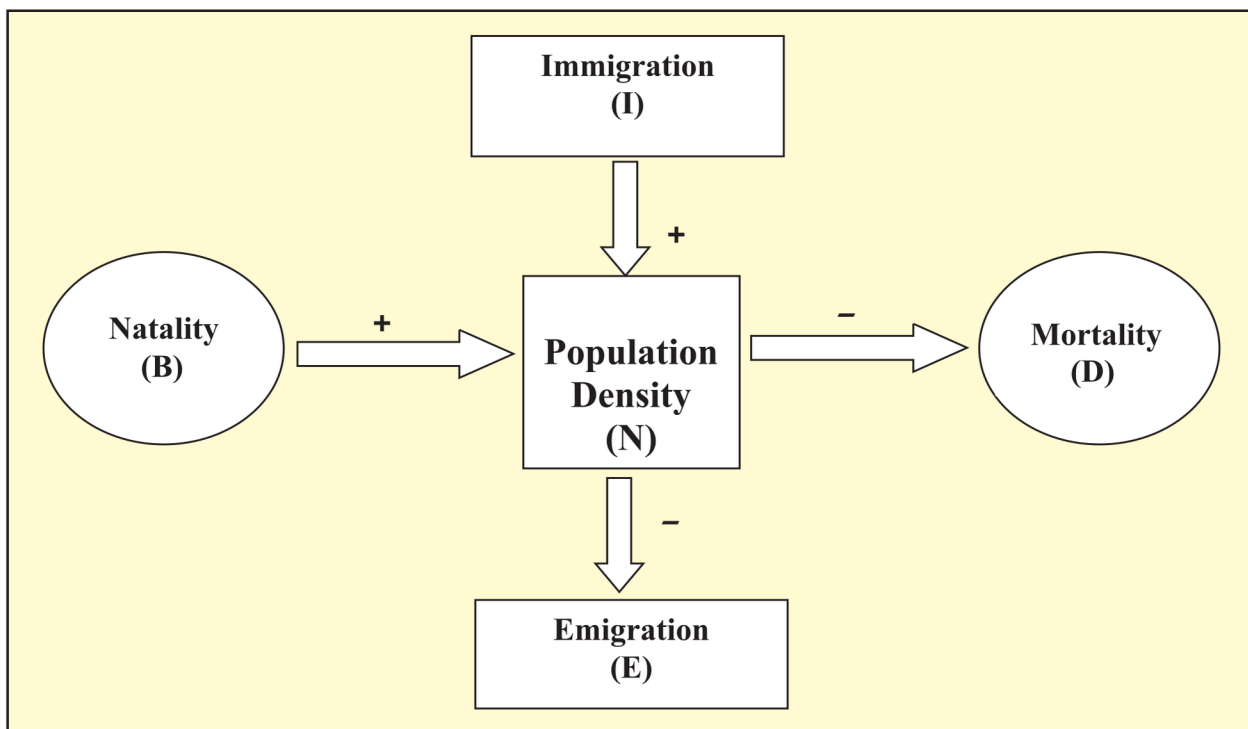 Immigration
(I)
+
Natality
(B)
+
Population
Density
(N)
–
Mortality
(D)
–
Emigration
(E)